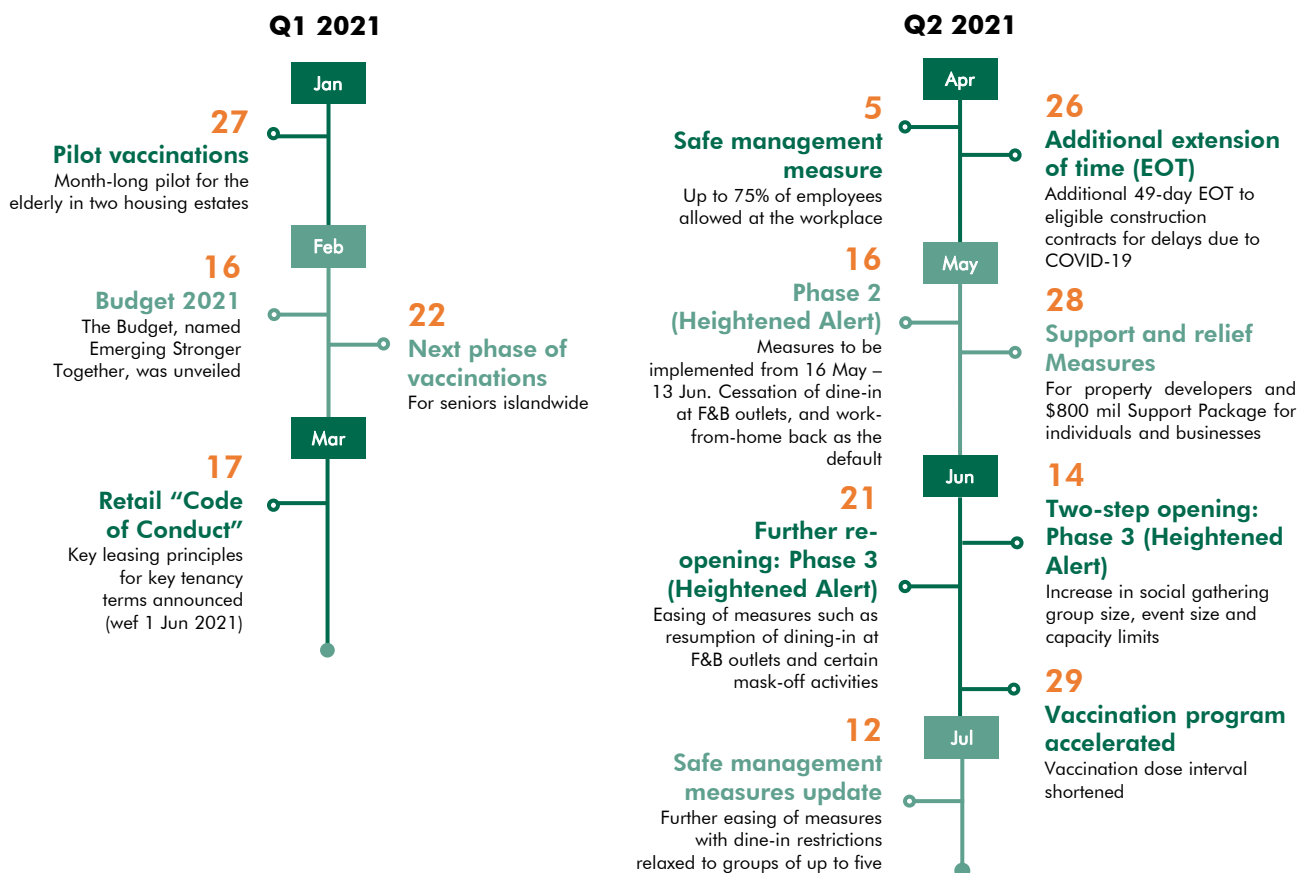 Q1 2021
Jan
27
Pilot vaccinations
Month-long pilot for the
elderly in two housing estates
Feb
16
Budget 2021
The Budget, named
Emerging Stronger
Together, was unveiled
22
Next phase of
vaccinations
For seniors islandwide
Mar
17
Retail “Code
of Conduct”
Key leasing principles
for key tenancy
terms announced
(wef 1 Jun 2021)
Q2 2021
Apr
5
Safe management
measure
Up to 75% of employees
allowed at the workplace
26
Additional extension
of time (EOT)
Additional 49-day EOT to
eligible construction
contracts for delays due to
COVID-19
May
16
Phase 2
(Heightened Alert)
Measures to be
implemented from 16 May –
13 Jun. Cessation of dine-in
at F&B outlets, and work-
from-home back as the
default
28
Support and relief
Measures
For property developers and
$800 mil Support Package for
individuals and businesses
Jun
14
Two-step opening:
Phase 3 (Heightened
Alert)
Increase in social gathering
group size, event size and
capacity limits
21
Further re-
opening: Phase 3
(Heightened Alert)
Easing of measures such as
resumption of dining-in at
F&B outlets and certain
mask-off activities
29
Vaccination program
accelerated
Vaccination dose interval
shortened
Jul
12
Safe management
measures update
Further easing of measures
with dine-in restrictions
relaxed to groups of up to five